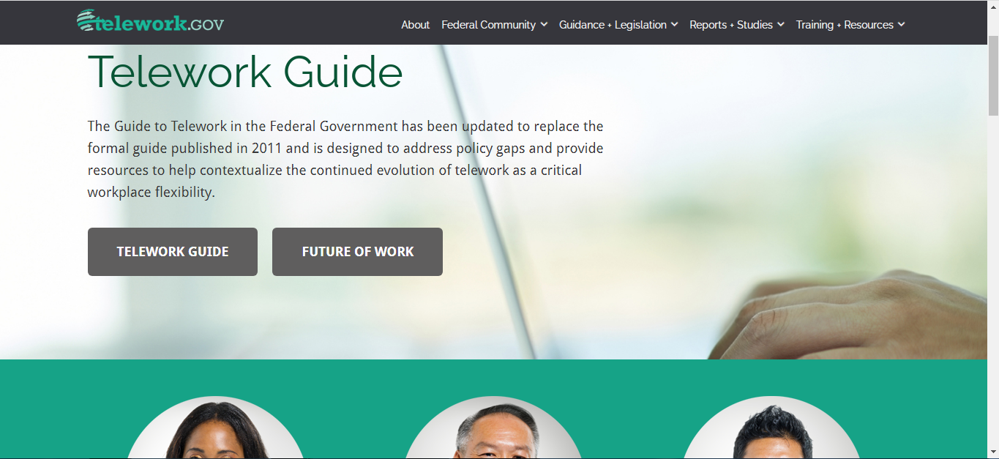 telework.GOV
About Federal Community Guidance + Legislation Reports + Studies Training + Resources
Telework Guide
The Guide to Telework in the Federal Government has been updated to replace the
formal guide published in 2011 and is designed to address policy gaps and provide
resources to help contextualize the continued evolution of telework as a critical
workplace flexibility.
TELEWORK GUIDE FUTURE OF WORK